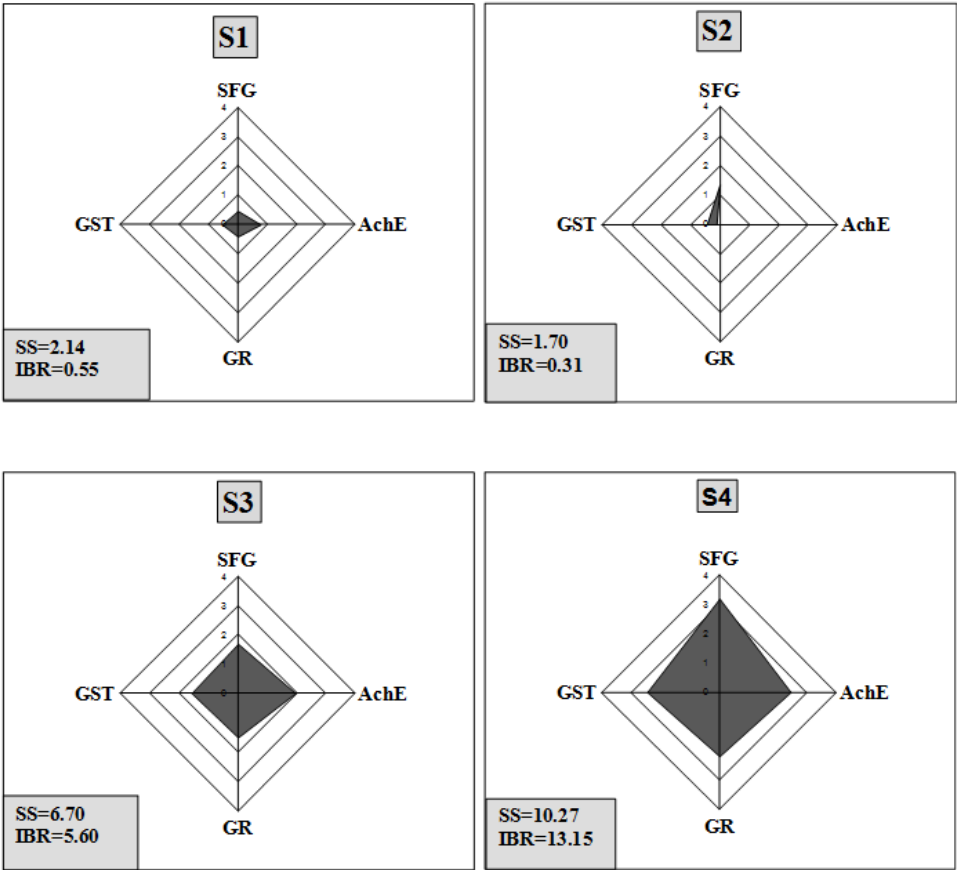 S1
SFG
4
3
2
1
0
GST
AchE
GR
SS=2.14
IBR=0.55
S2
SFG
4
3
2
1
0
GST
AchE
GR
SS=1.70
IBR=0.31
S3
SFG
4
3
2
1
0
GST
AchE
GR
SS=6.70
IBR=5.60
S4
SFG
4
3
2
1
0
GST
AchE
GR
SS=10.27
IBR=13.15